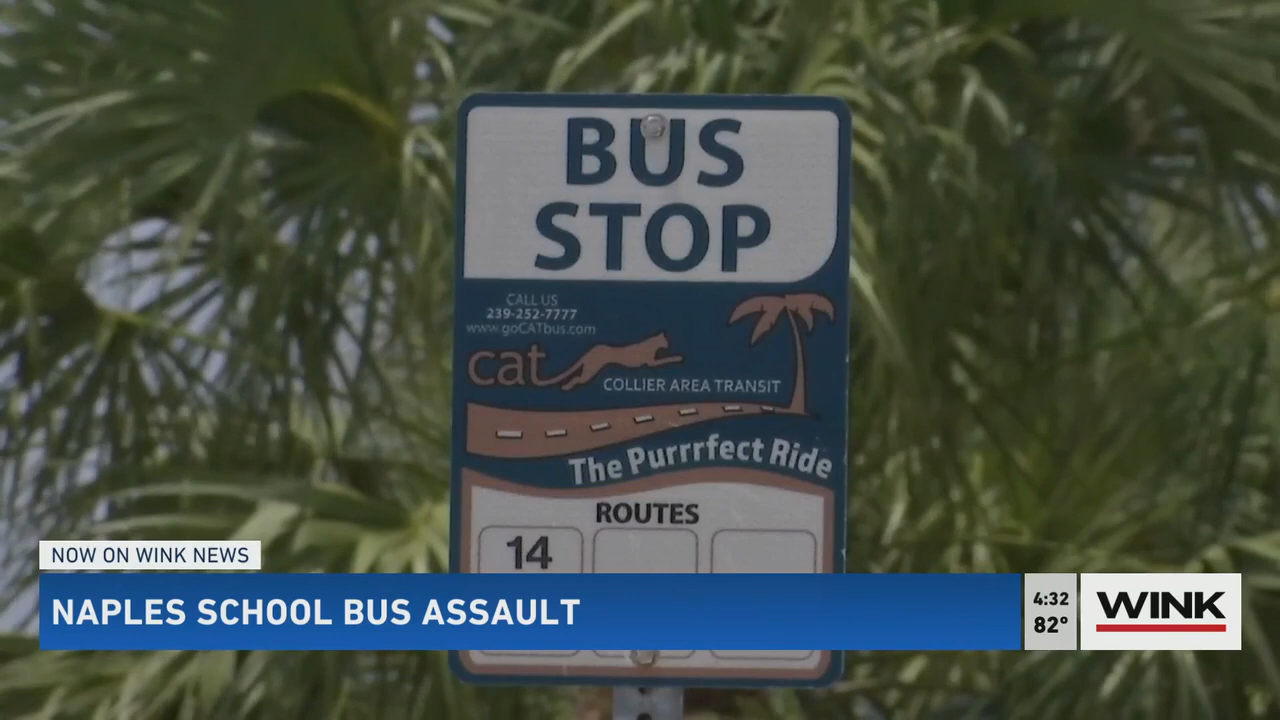 BUS
STOP
CALL US
239-252-7777
www.goCATbus.com
cat
COLLIER AREA TRANSIT
The Purrrfect Ride
ROUTES
14
NOW ON WINK NEWS
NAPLES SCHOOL BUS ASSAULT
4:32
82°
WINK